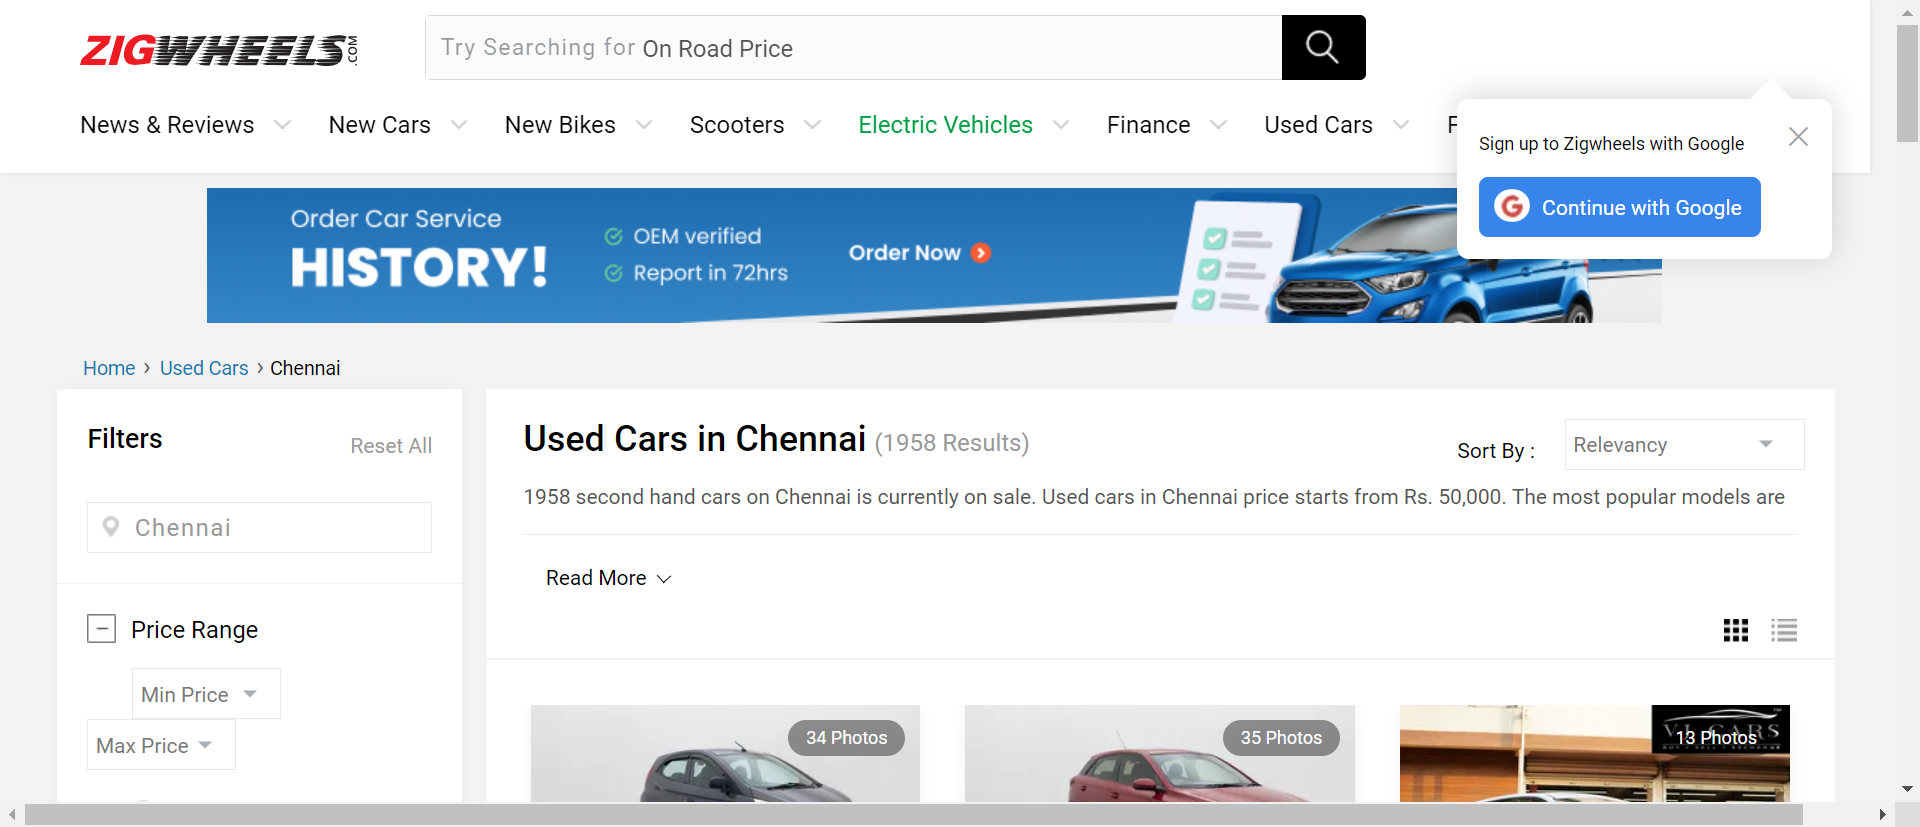 ZIGWHEELS.COM
Try Searching for On Road Price
News & Reviews
New Cars
New Bikes
Scooters
Electric Vehicles
Finance
Used Cars
F
Sign up to Zigwheels with Google
G Continue with Google
Order Car Service
HISTORY!
OEM verified
Report in 72hrs
Order Now
Home › Used Cars › Chennai
Filters
Reset All
Chennai
Price Range
Min Price
Max Price
Used Cars in Chennai (1958 Results)
Sort By :
Relevancy
1958 second hand cars on Chennai is currently on sale. Used cars in Chennai price starts from Rs. 50,000. The most popular models are
Read More
34 Photos
35 Photos
13 Photos